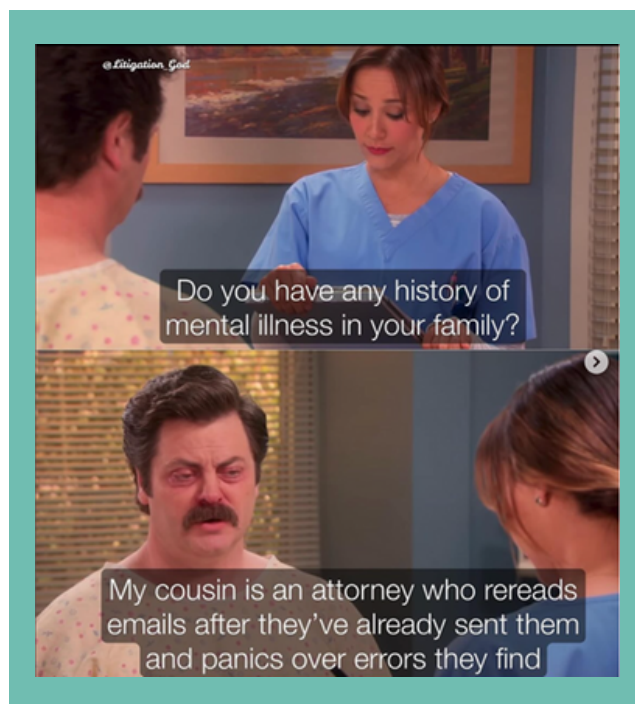 @Litigation_God
Do you have any history of
mental illness in your family?
My cousin is an attorney who rereads
emails after they've already sent them
and panics over errors they find